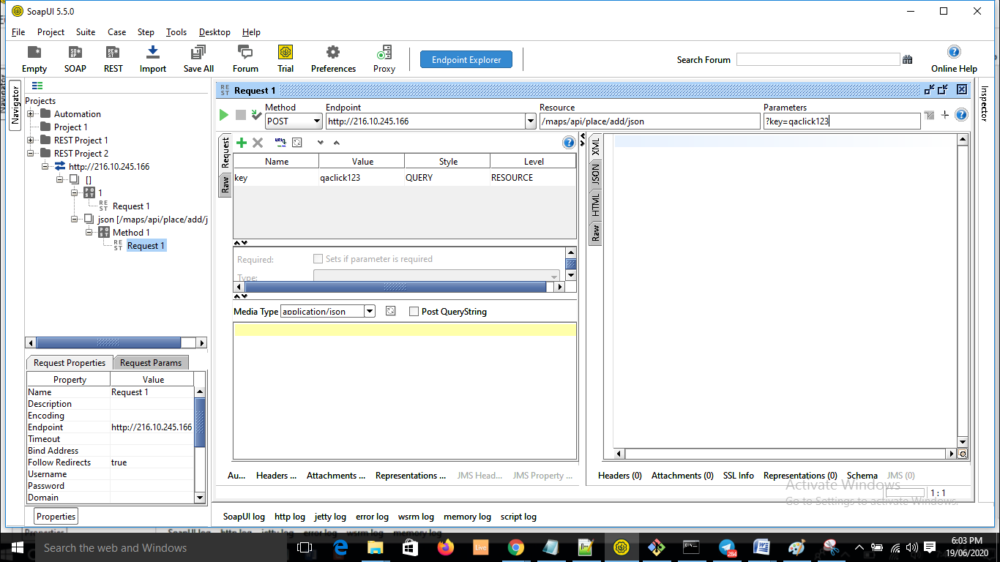 SoapUI 5.5.0
File Project Suite Case Step Tools Desktop Help
Empty SOAP REST Import Save All Forum Trial Preferences Proxy Endpoint Explorer Search Forum Online Help
Navigator
Projects
Automation
Project 1
REST Project 1
REST Project 2
http://216.10.245.166
[]
1
Request 1
json [/maps/api/place/add/j
Method 1
Request 1
Request Properties Request Params
Property Value
Name Request 1
Description
Encoding
Endpoint http://216.10.245.166
Timeout
Bind Address
Follow Redirects true
Username
Password
Domain
Properties
Request 1
Method Endpoint Resource Parameters
POST http://216.10.245.166 /maps/api/place/add/json ?key=qaclick123
Request
Raw
Name Value Style Level
key qaclick123 QUERY RESOURCE
Required: Sets if parameter is required
Type:
Media Type application/json Post QueryString
Au... Headers ... Attachments ... Representations ... JMS Head... JMS Property ...
XML
JSON
HTML
Raw
Headers (0) Attachments (0) SSL Info Representations (0) Schema JMS (0)
1 : 1
Inspector
Activate Windows
Go to Settings to activate Windows.
SoapUI log http log jetty log error log wsrm log memory log script log
Search the web and Windows
Live
284
6:03 PM
19/06/2020